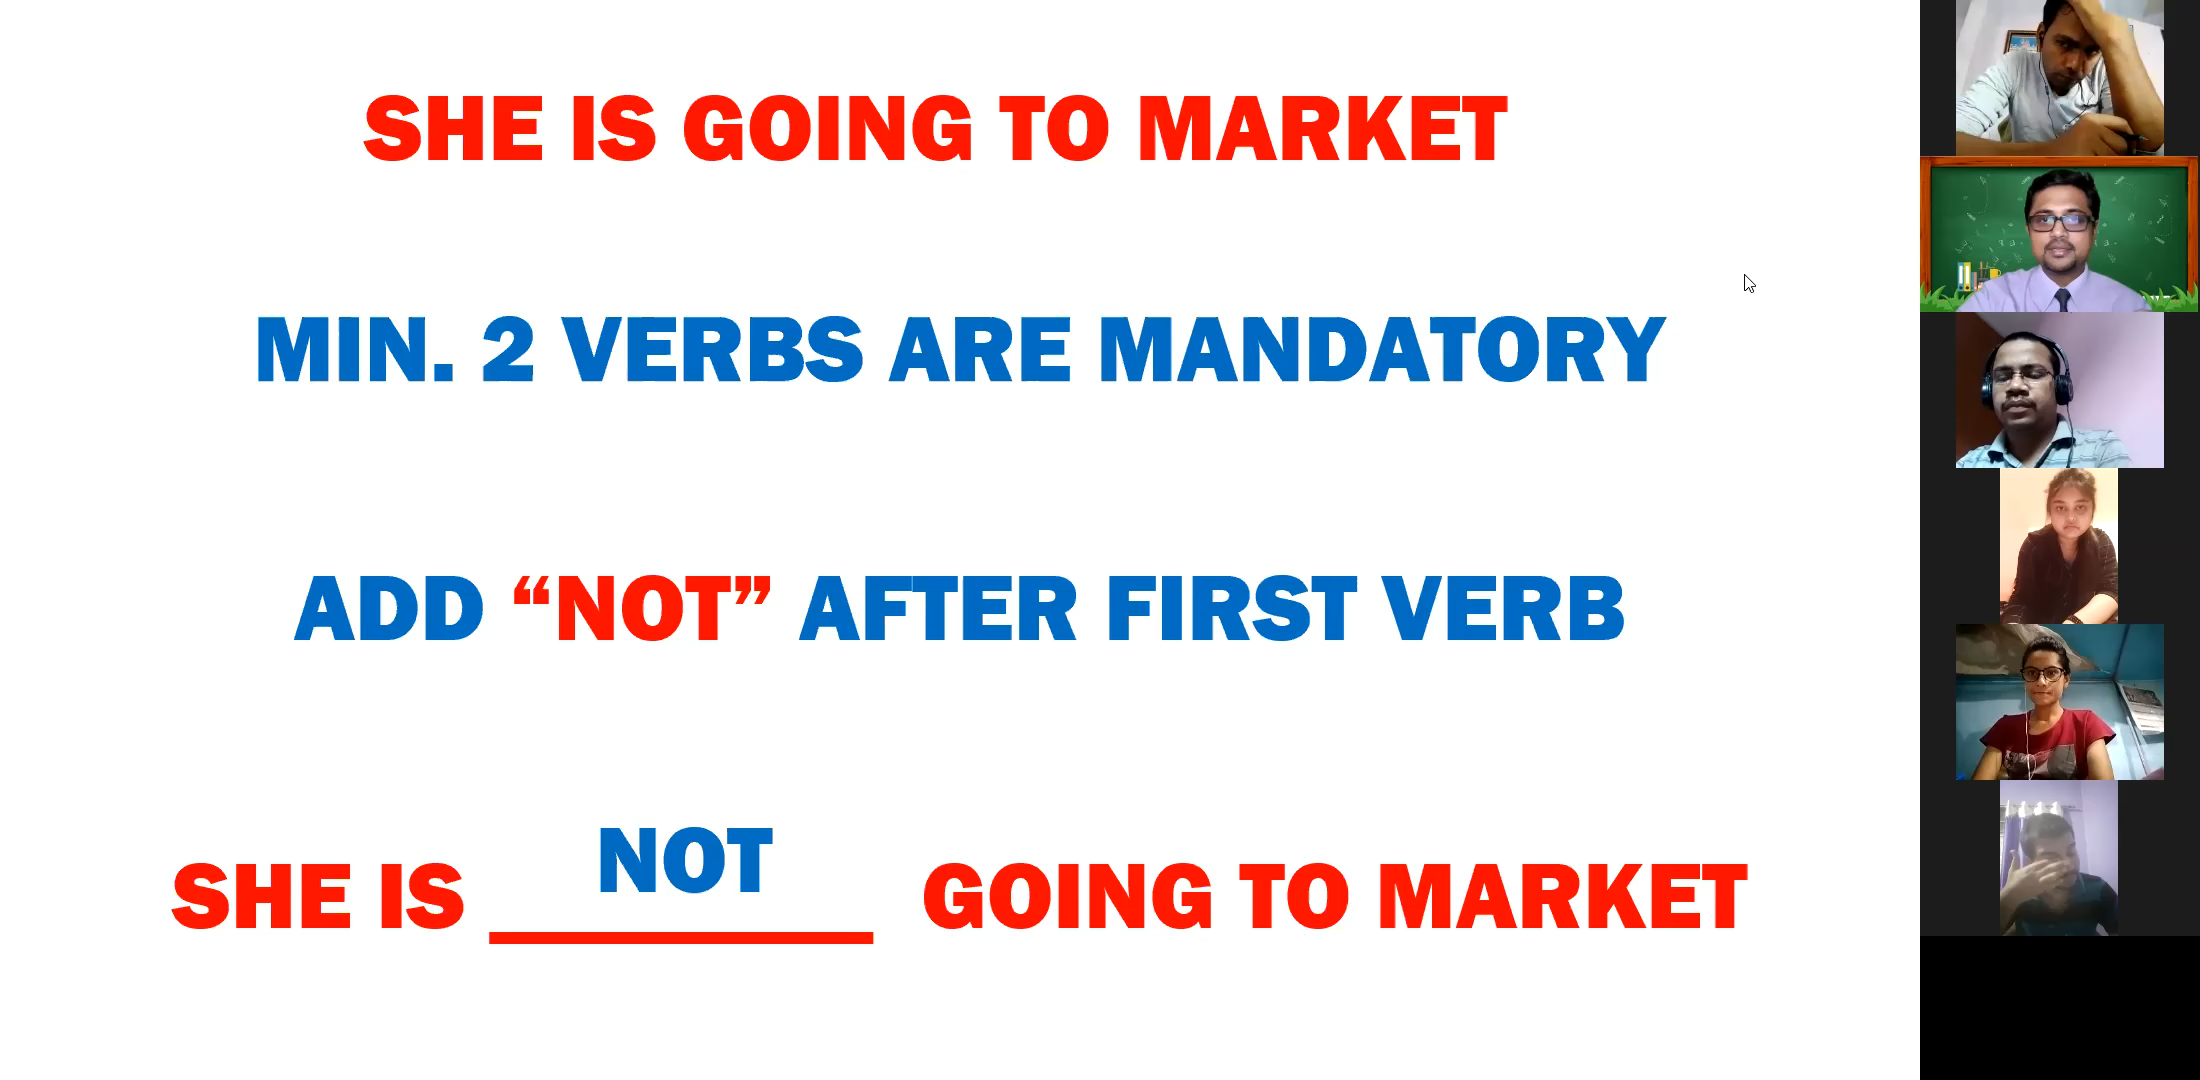 SHE IS GOING TO MARKET
MIN. 2 VERBS ARE MANDATORY
ADD “NOT” AFTER FIRST VERB
SHE IS NOT GOING TO MARKET